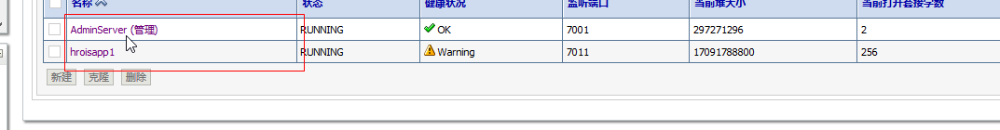 名称 状态 健康状况 监听端口 当前堆大小 当前打开套接字数
AdminServer (管理) RUNNING OK 7001 297271296 2
hroisapp1 RUNNING Warning 7011 17091788800 256
新建 克隆 删除